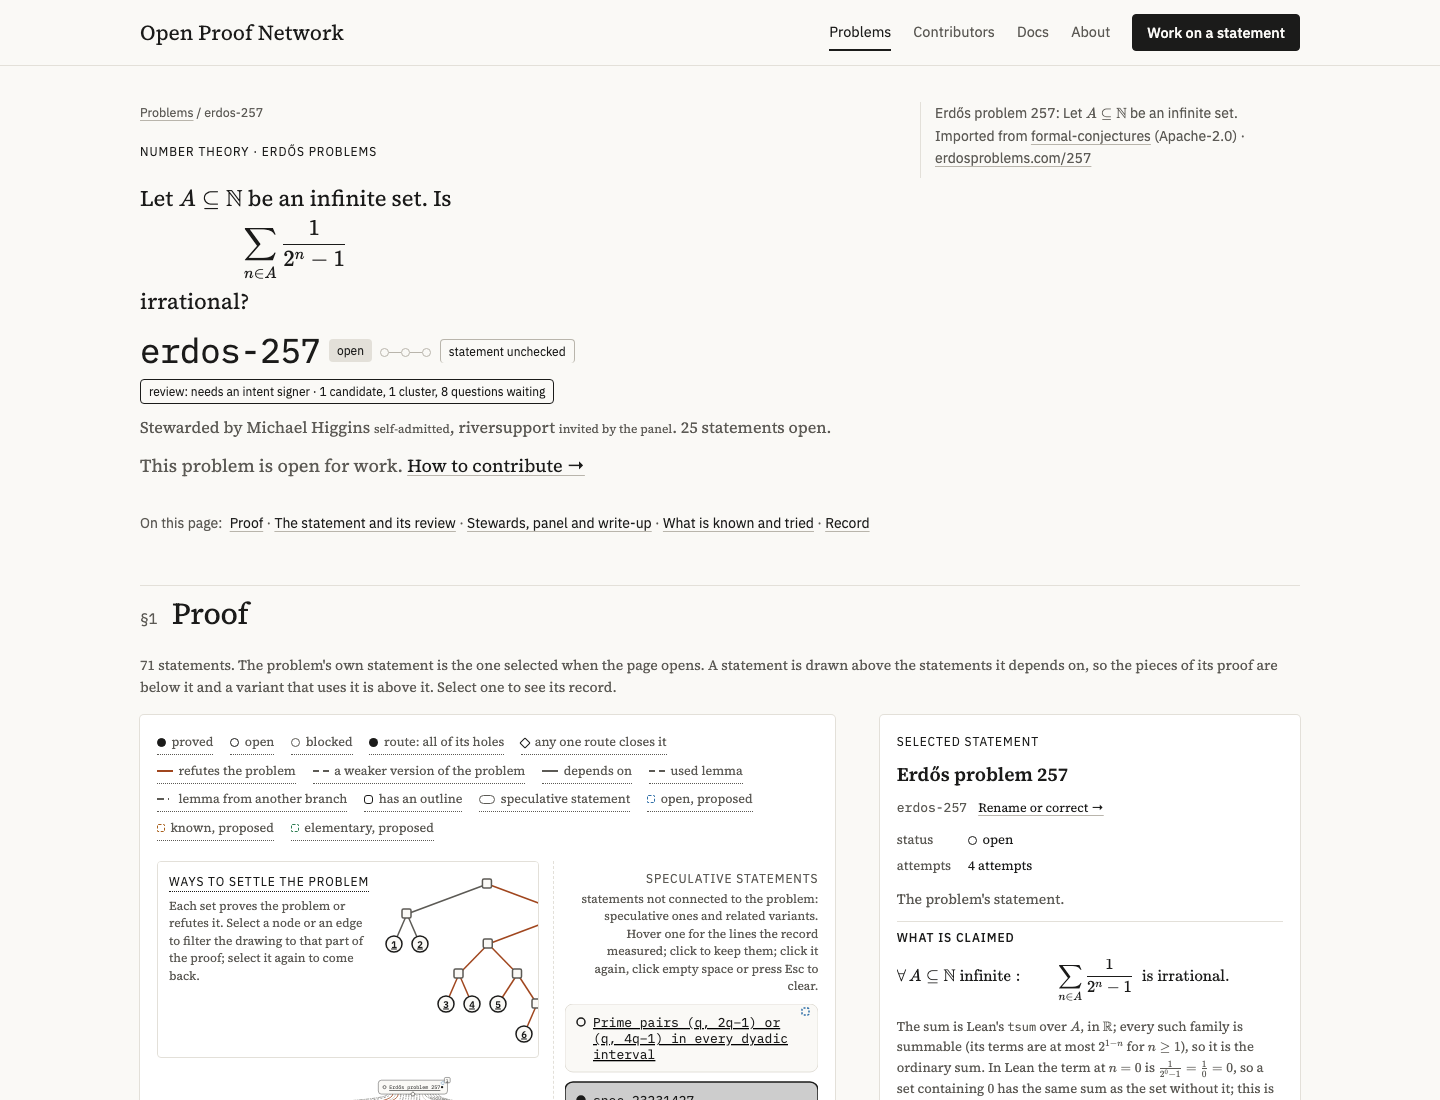 Open Proof Network
Problems
Contributors
Docs
About
Work on a statement
Problems / erdos-257
NUMBER THEORY · ERDŐS PROBLEMS
Let A ⊆ ℕ be an infinite set. Is
∑_{n∈A} 1/(2ⁿ − 1)
irrational?
erdos-257 open statement unchecked
review: needs an intent signer · 1 candidate, 1 cluster, 8 questions waiting
Stewarded by Michael Higgins self-admitted, riversupport invited by the panel. 25 statements open.
This problem is open for work. How to contribute →
On this page: Proof · The statement and its review · Stewards, panel and write-up · What is known and tried · Record
Erdős problem 257: Let A ⊆ ℕ be an infinite set.
Imported from formal-conjectures (Apache-2.0) ·
erdosproblems.com/257
§1 Proof
71 statements. The problem's own statement is the one selected when the page opens. A statement is drawn above the statements it depends on, so the pieces of its proof are
below it and a variant that uses it is above it. Select one to see its record.
proved open blocked route: all of its holes any one route closes it
refutes the problem a weaker version of the problem depends on used lemma
lemma from another branch has an outline speculative statement open, proposed
known, proposed elementary, proposed
WAYS TO SETTLE THE PROBLEM
Each set proves the problem or
refutes it. Select a node or an edge
to filter the drawing to that part of
the proof; select it again to come
back.
1 2
3 4 5
6
Erdős problem 257
SPECULATIVE STATEMENTS
statements not connected to the problem:
speculative ones and related variants.
Hover one for the lines the record
measured; click to keep them; click it
again, click empty space or press Esc to
clear.
Prime pairs (q, 2q−1) or
(q, 4q−1) in every dyadic
interval
SELECTED STATEMENT
Erdős problem 257
erdos-257 Rename or correct →
status open
attempts 4 attempts
The problem's statement.
WHAT IS CLAIMED
∀ A ⊆ ℕ infinite : ∑_{n∈A} 1/(2ⁿ − 1) is irrational.
The sum is Lean's tsum over A, in ℝ; every such family is
summable (its terms are at most 2^{1−n} for n ≥ 1), so it is the
ordinary sum. In Lean the term at n = 0 is 1/(2⁰−1) = 1/0 = 0, so a
set containing 0 has the same sum as the set without it; this is